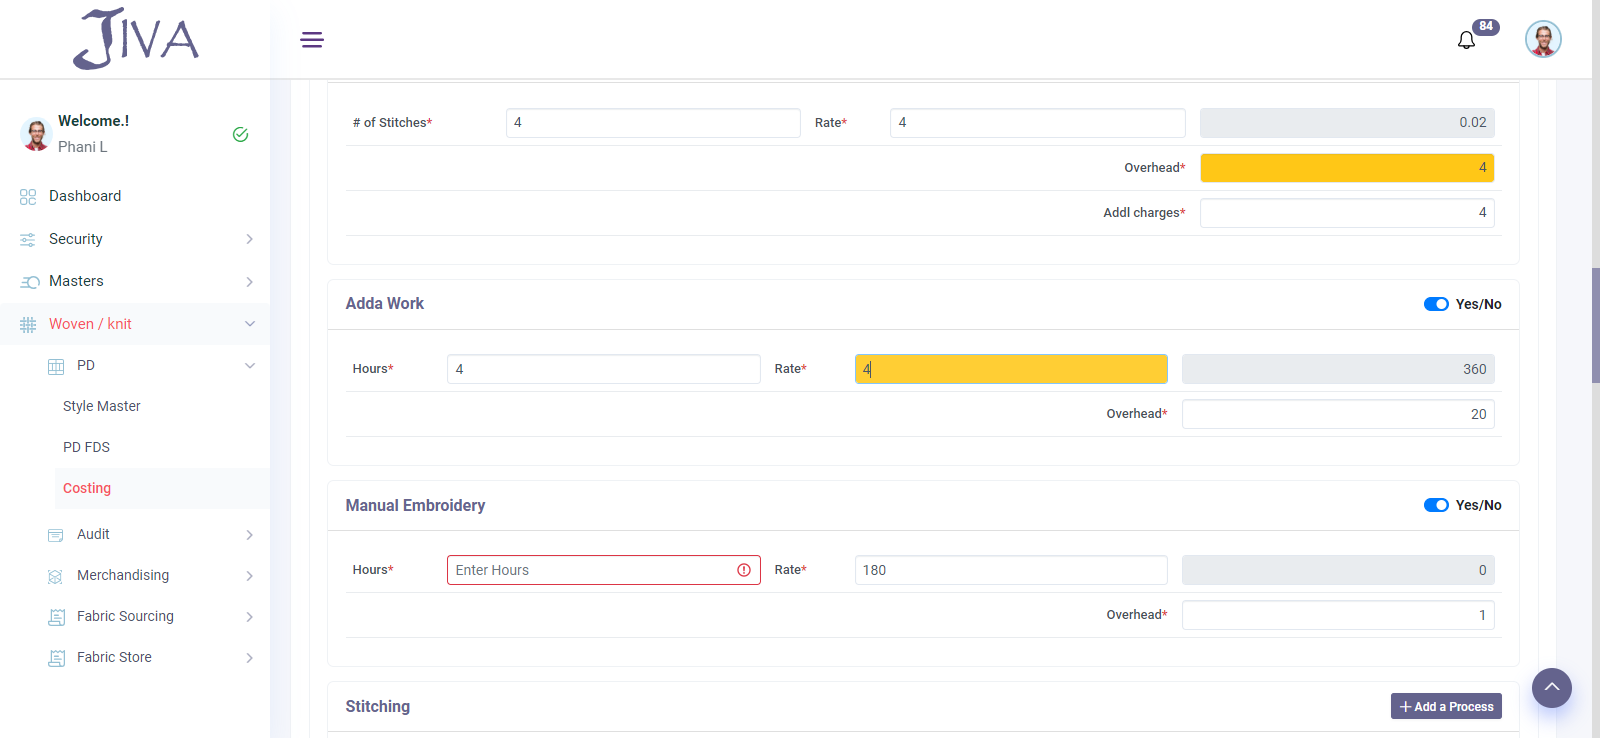 JIVA
84
Welcome.!
Phani L
Dashboard
Security
Masters
Woven / knit
PD
Style Master
PD FDS
Costing
Audit
Merchandising
Fabric Sourcing
Fabric Store
# of Stitches* 4 Rate* 4 0.02
Overhead* 4
Addl charges* 4
Adda Work Yes/No
Hours* 4 Rate* 4 360
Overhead* 20
Manual Embroidery Yes/No
Hours* Enter Hours Rate* 180 0
Overhead* 1
Stitching + Add a Process